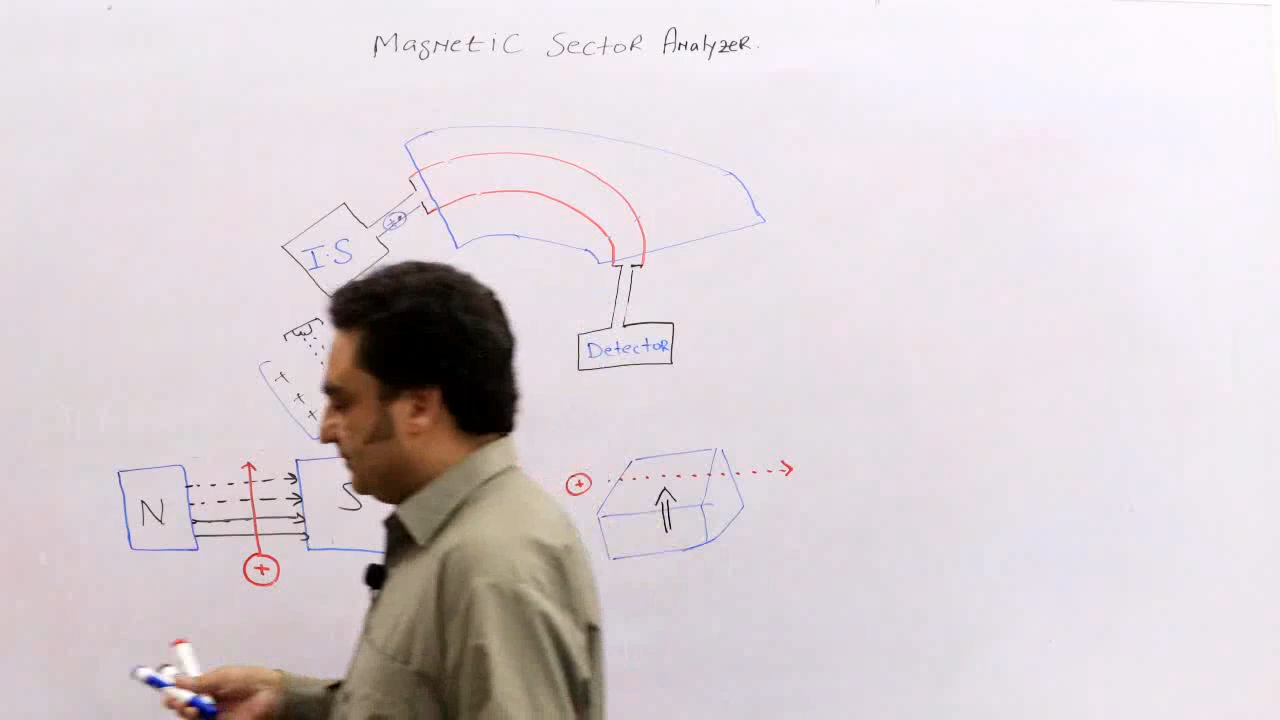 Magnetic Sector Analyzer.
I.S
Detector
+
+
+
N
S
+
+